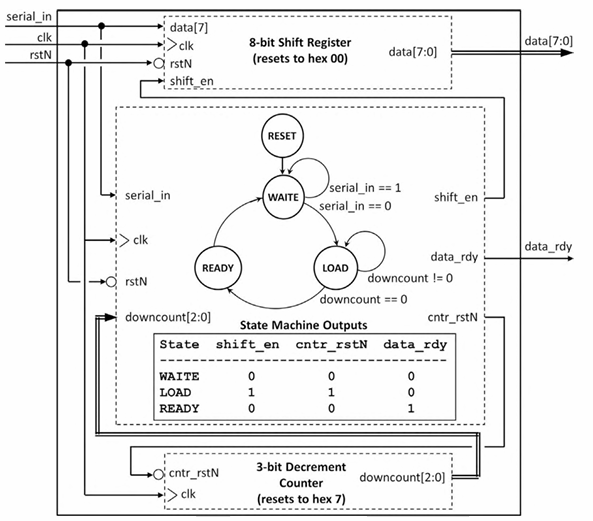 serial_in
clk
rstN
data[7]
clk
rstN
shift_en
8-bit Shift Register
(resets to hex 00)
data[7:0]
data[7:0]
RESET
WAITE
serial_in == 1
serial_in == 0
READY
LOAD
downcount != 0
downcount == 0
serial_in
clk
rstN
downcount[2:0]
shift_en
data_rdy
data_rdy
cntr_rstN
State Machine Outputs
State shift_en cntr_rstN data_rdy
-----------------------------------
WAITE 0 0 0
LOAD 1 1 0
READY 0 0 1
cntr_rstN
clk
3-bit Decrement
Counter
(resets to hex 7)
downcount[2:0]